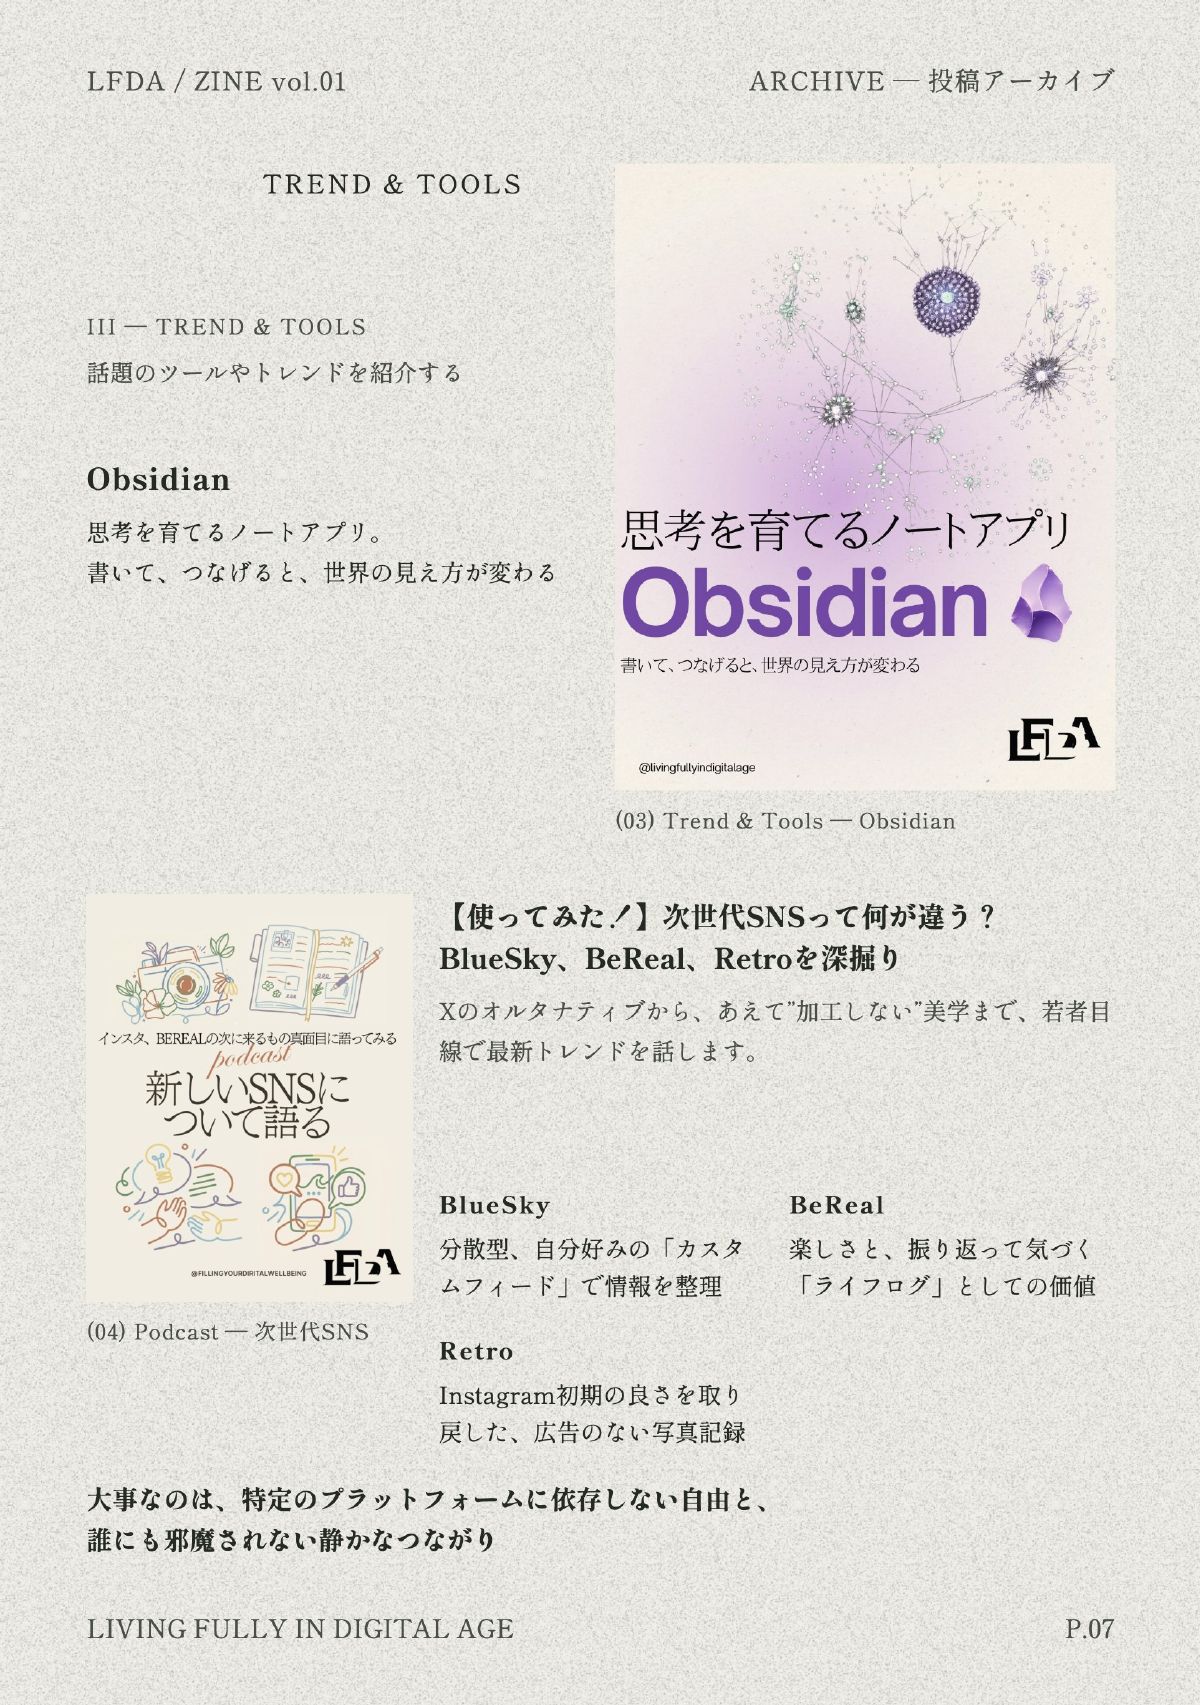 LFDA / ZINE vol.01
ARCHIVE — 投稿アーカイブ
TREND & TOOLS
III — TREND & TOOLS
話題のツールやトレンドを紹介する
Obsidian
思考を育てるノートアプリ。
書いて、つなげると、世界の見え方が変わる
思考を育てるノートアプリ
Obsidian
書いて、つなげると、世界の見え方が変わる
LFDA
@livingfullyindigitalage
(03) Trend & Tools — Obsidian
インスタ、BEREALの次に来るもの真面目に語ってみる
podcast
新しいSNSに
ついて語る
@FILLINGYOURDIRITALWELLBEING
LFDA
(04) Podcast — 次世代SNS
【使ってみた！】次世代SNSって何が違う？
BlueSky、BeReal、Retroを深掘り
Xのオルタナティブから、あえて”加工しない”美学まで、若者目
線で最新トレンドを話します。
BlueSky
分散型、自分好みの「カスタ
ムフィード」で情報を整理
BeReal
楽しさと、振り返って気づく
「ライフログ」としての価値
Retro
Instagram初期の良さを取り
戻した、広告のない写真記録
大事なのは、特定のプラットフォームに依存しない自由と、
誰にも邪魔されない静かなつながり
LIVING FULLY IN DIGITAL AGE
P.07